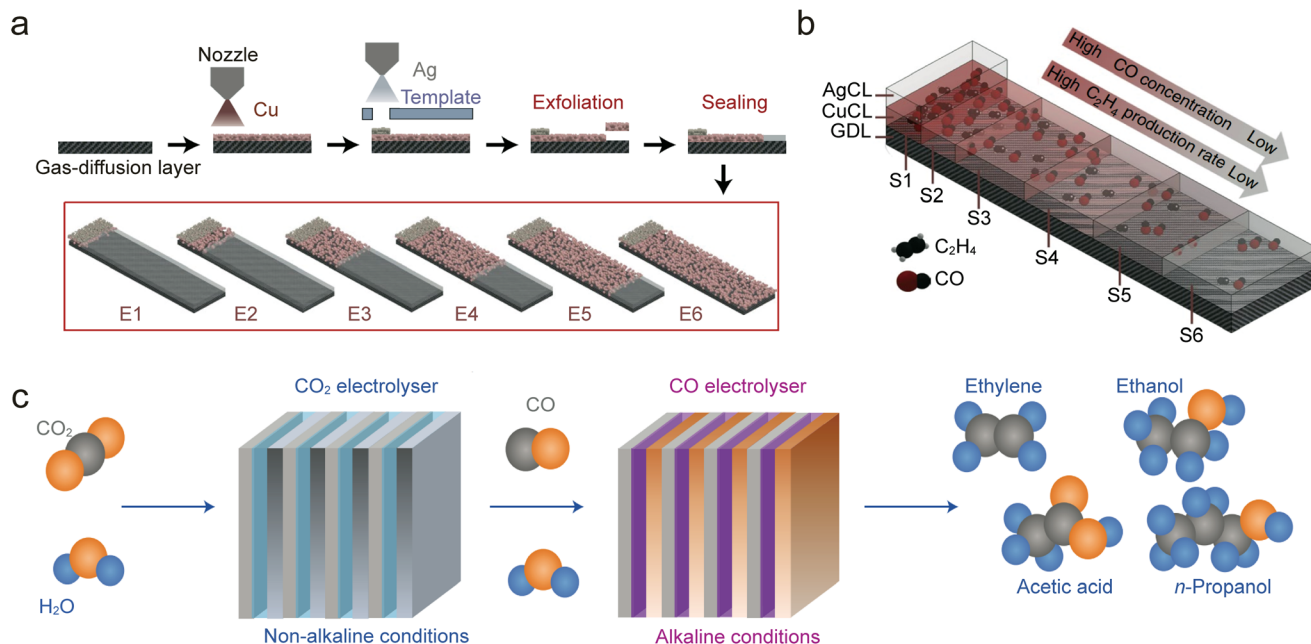 a
Nozzle
Cu
Ag
Template
Exfoliation
Sealing
Gas-diffusion layer
E1
E2
E3
E4
E5
E6
b
High CO concentration Low
High C₂H₄ production rate Low
AgCL
CuCL
GDL
S1
S2
S3
S4
S5
S6
C₂H₄
CO
c
CO₂
H₂O
CO₂ electrolyser
Non-alkaline conditions
CO
CO electrolyser
Alkaline conditions
Ethylene
Ethanol
Acetic acid
n-Propanol